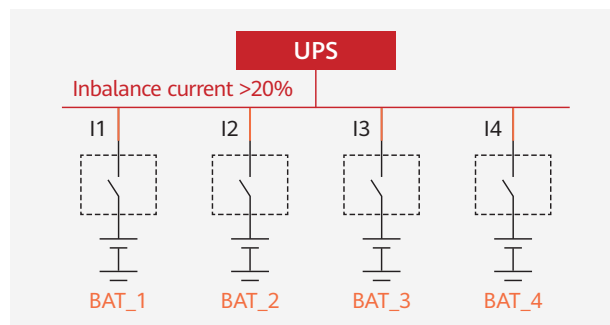 UPS
Inbalance current >20%
I1 I2 I3 I4
BAT_1 BAT_2 BAT_3 BAT_4